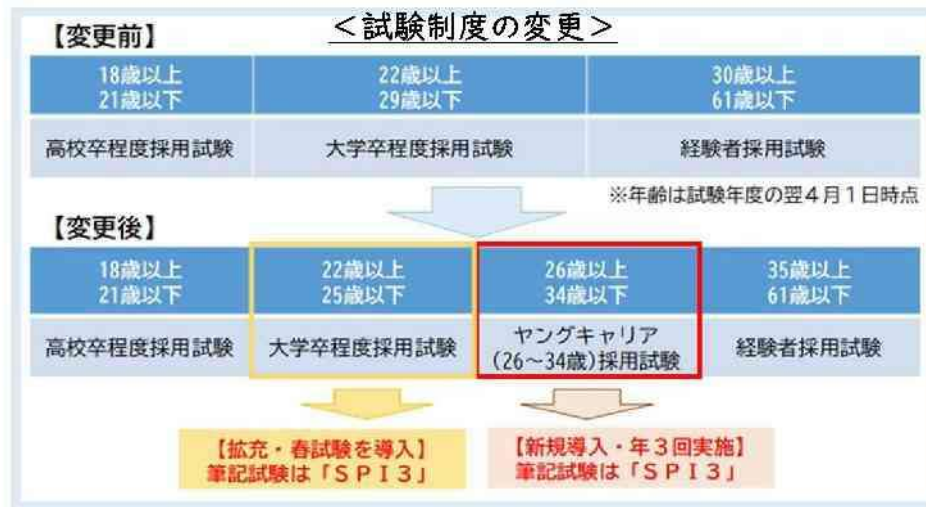 ＜試験制度の変更＞
【変更前】
18歳以上
21歳以下
22歳以上
29歳以下
30歳以上
61歳以下
高校卒程度採用試験
大学卒程度採用試験
経験者採用試験
※年齢は試験年度の翌4月1日時点
【変更後】
18歳以上
21歳以下
22歳以上
25歳以下
26歳以上
34歳以下
35歳以上
61歳以下
高校卒程度採用試験
大学卒程度採用試験
ヤングキャリア
(26～34歳)採用試験
経験者採用試験
【拡充・春試験を導入】
筆記試験は「ＳＰＩ３」
【新規導入・年３回実施】
筆記試験は「ＳＰＩ３」